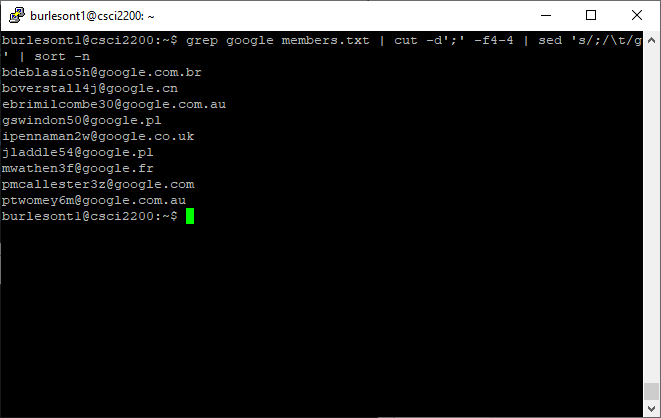 burlesont1@csci2200: ~
burlesont1@csci2200:~$ grep google members.txt | cut -d';' -f4-4 | sed 's/;/\t/g
' | sort -n
bdeblasio5h@google.com.br
boverstall4j@google.cn
ebrimilcombe30@google.com.au
gswindon50@google.pl
ipennaman2w@google.co.uk
jladdle54@google.pl
mwathen3f@google.fr
pmcallester3z@google.com
ptwomey6m@google.com.au
burlesont1@csci2200:~$